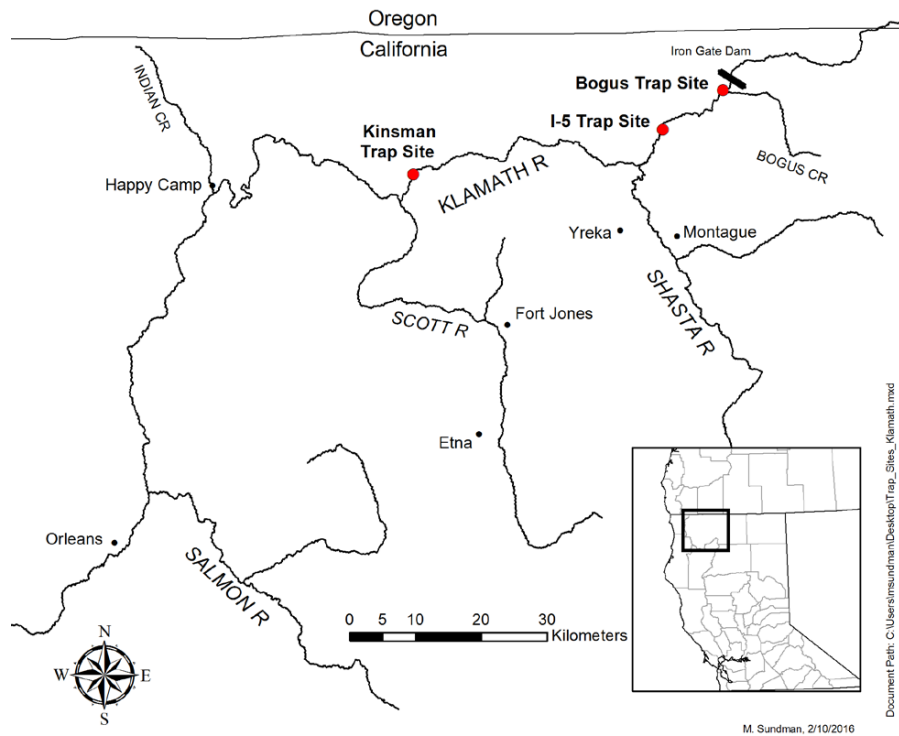 Oregon
California
Iron Gate Dam
Bogus Trap Site
I-5 Trap Site
INDIAN CR
Kinsman
Trap Site
KLAMATH R
BOGUS CR
Happy Camp
Yreka
Montague
SHASTA R
SCOTT R
Fort Jones
Etna
Orleans
SALMON R
0 5 10 20 30
Kilometers
N
W E
S
Document Path: C:\Users\msundman\Desktop\Trap_Sites_Klamath.mxd
M. Sundman, 2/10/2016